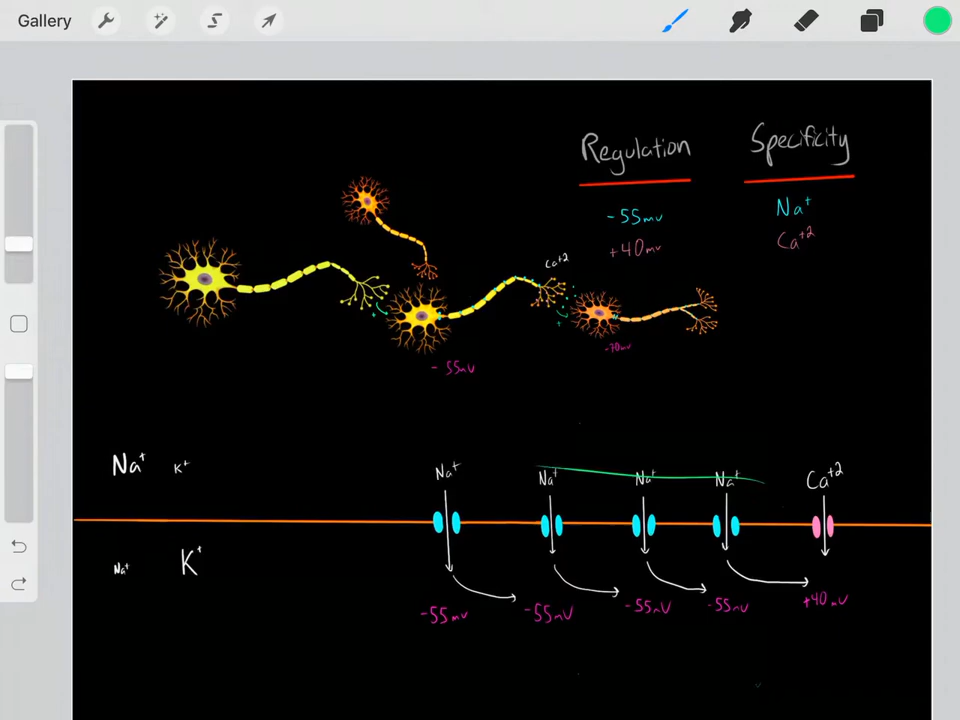 Gallery
Regulation
Specificity
-55mv
Na+
+40mv
Ca+2
Ca+2
+
+
-70mV
-55mV
Na+ K+
Na+ Na+ Na+ Na+ Ca+2
Na+ K+
-55mv -55mV -55mV -55mV +40mV